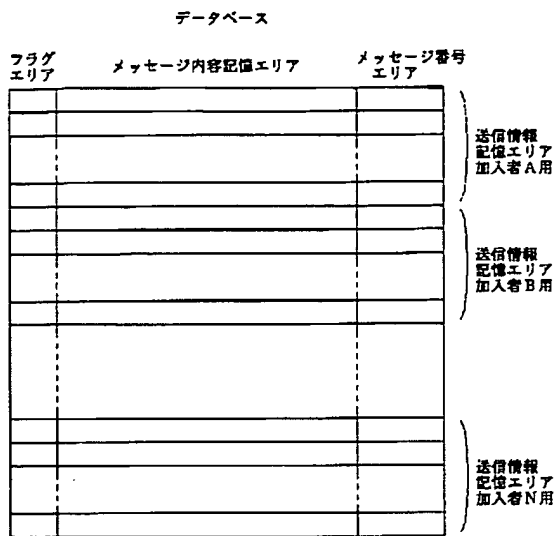 データベース
フラグ
エリア
メッセージ内容記憶エリア
メッセージ番号
エリア
送信情報
記憶エリア
加入者A用
送信情報
記憶エリア
加入者B用
送信情報
記憶エリア
加入者N用